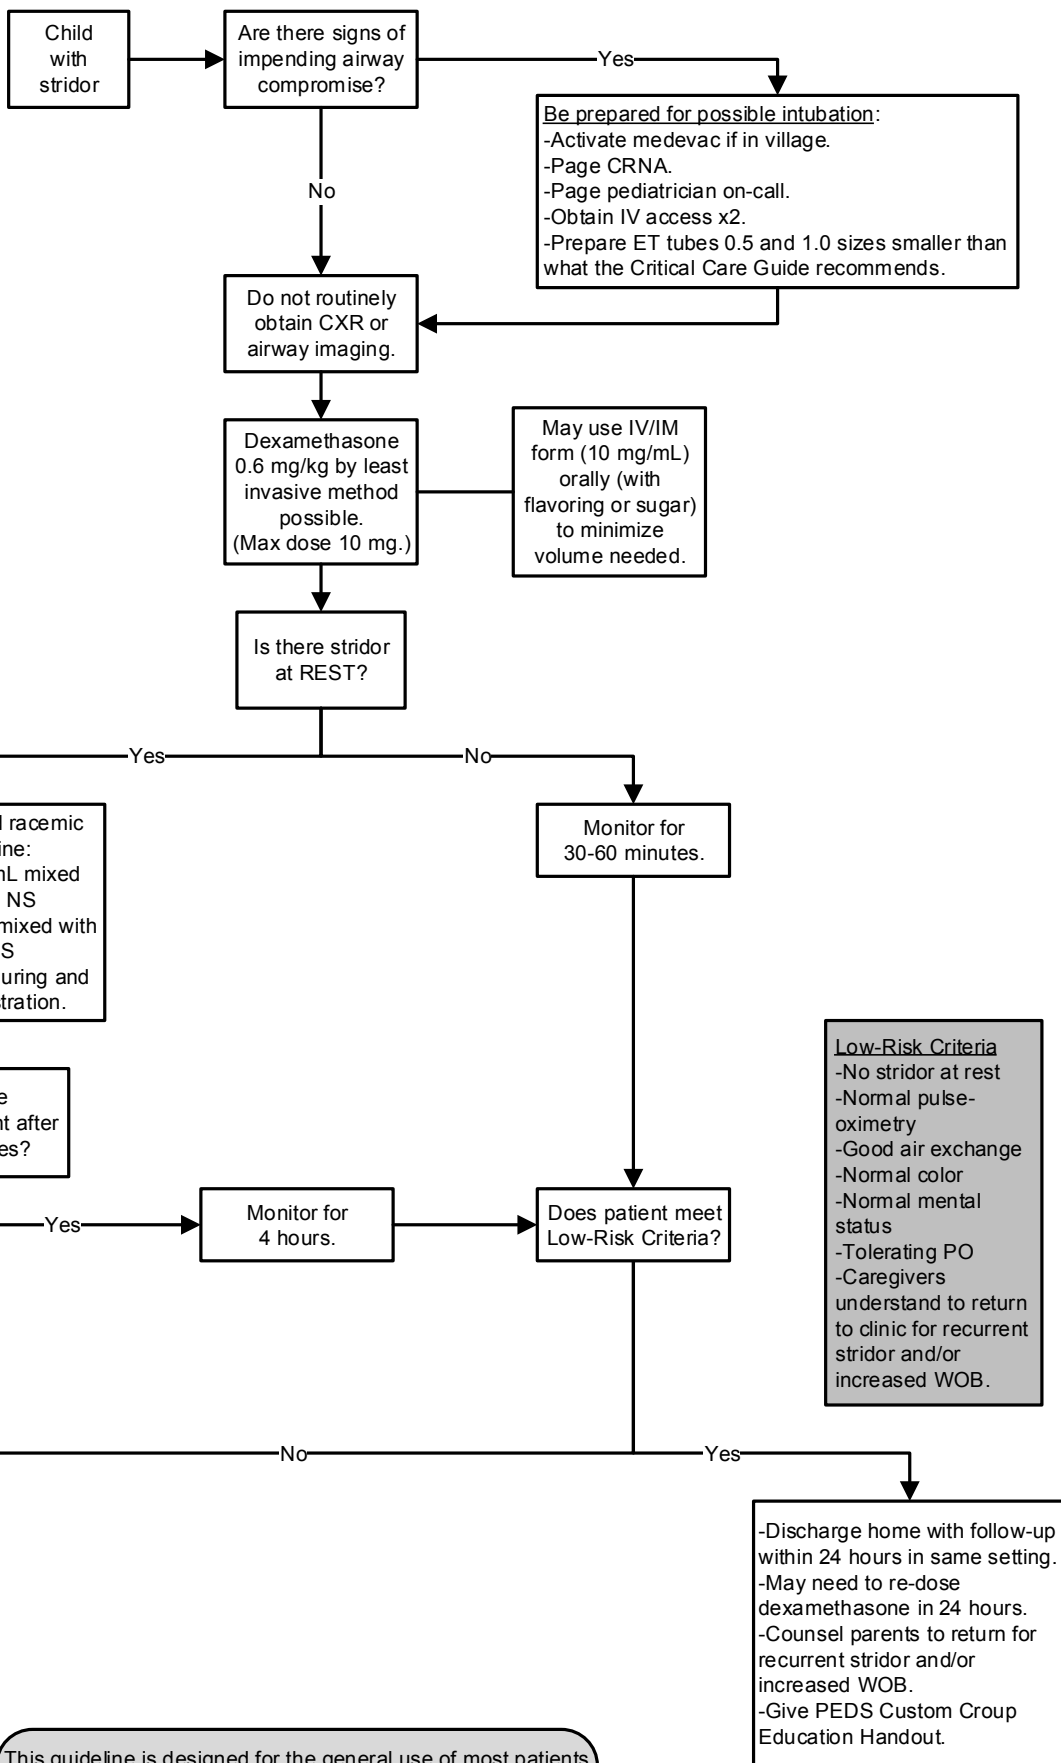 Child
with
stridor
Are there signs of
impending airway
compromise?
Yes
Be prepared for possible intubation:
-Activate medevac if in village.
-Page CRNA.
-Page pediatrician on-call.
-Obtain IV access x2.
-Prepare ET tubes 0.5 and 1.0 sizes smaller than
what the Critical Care Guide recommends.
No
Do not routinely
obtain CXR or
airway imaging.
Dexamethasone
0.6 mg/kg by least
invasive method
possible.
(Max dose 10 mg.)
May use IV/IM
form (10 mg/mL)
orally (with
flavoring or sugar)
to minimize
volume needed.
Is there stridor
at REST?
Yes
No
racemic
mixed
NS
mixed with
and
Monitor for
30-60 minutes.
after
Low-Risk Criteria
-No stridor at rest
-Normal pulse-
oximetry
-Good air exchange
-Normal color
-Normal mental
status
-Tolerating PO
-Caregivers
understand to return
to clinic for recurrent
stridor and/or
increased WOB.
Yes
Monitor for
4 hours.
Does patient meet
Low-Risk Criteria?
No
Yes
-Discharge home with follow-up
within 24 hours in same setting.
-May need to re-dose
dexamethasone in 24 hours.
-Counsel parents to return for
recurrent stridor and/or
increased WOB.
-Give PEDS Custom Croup
Education Handout.
This guideline is designed for the general use of most patients